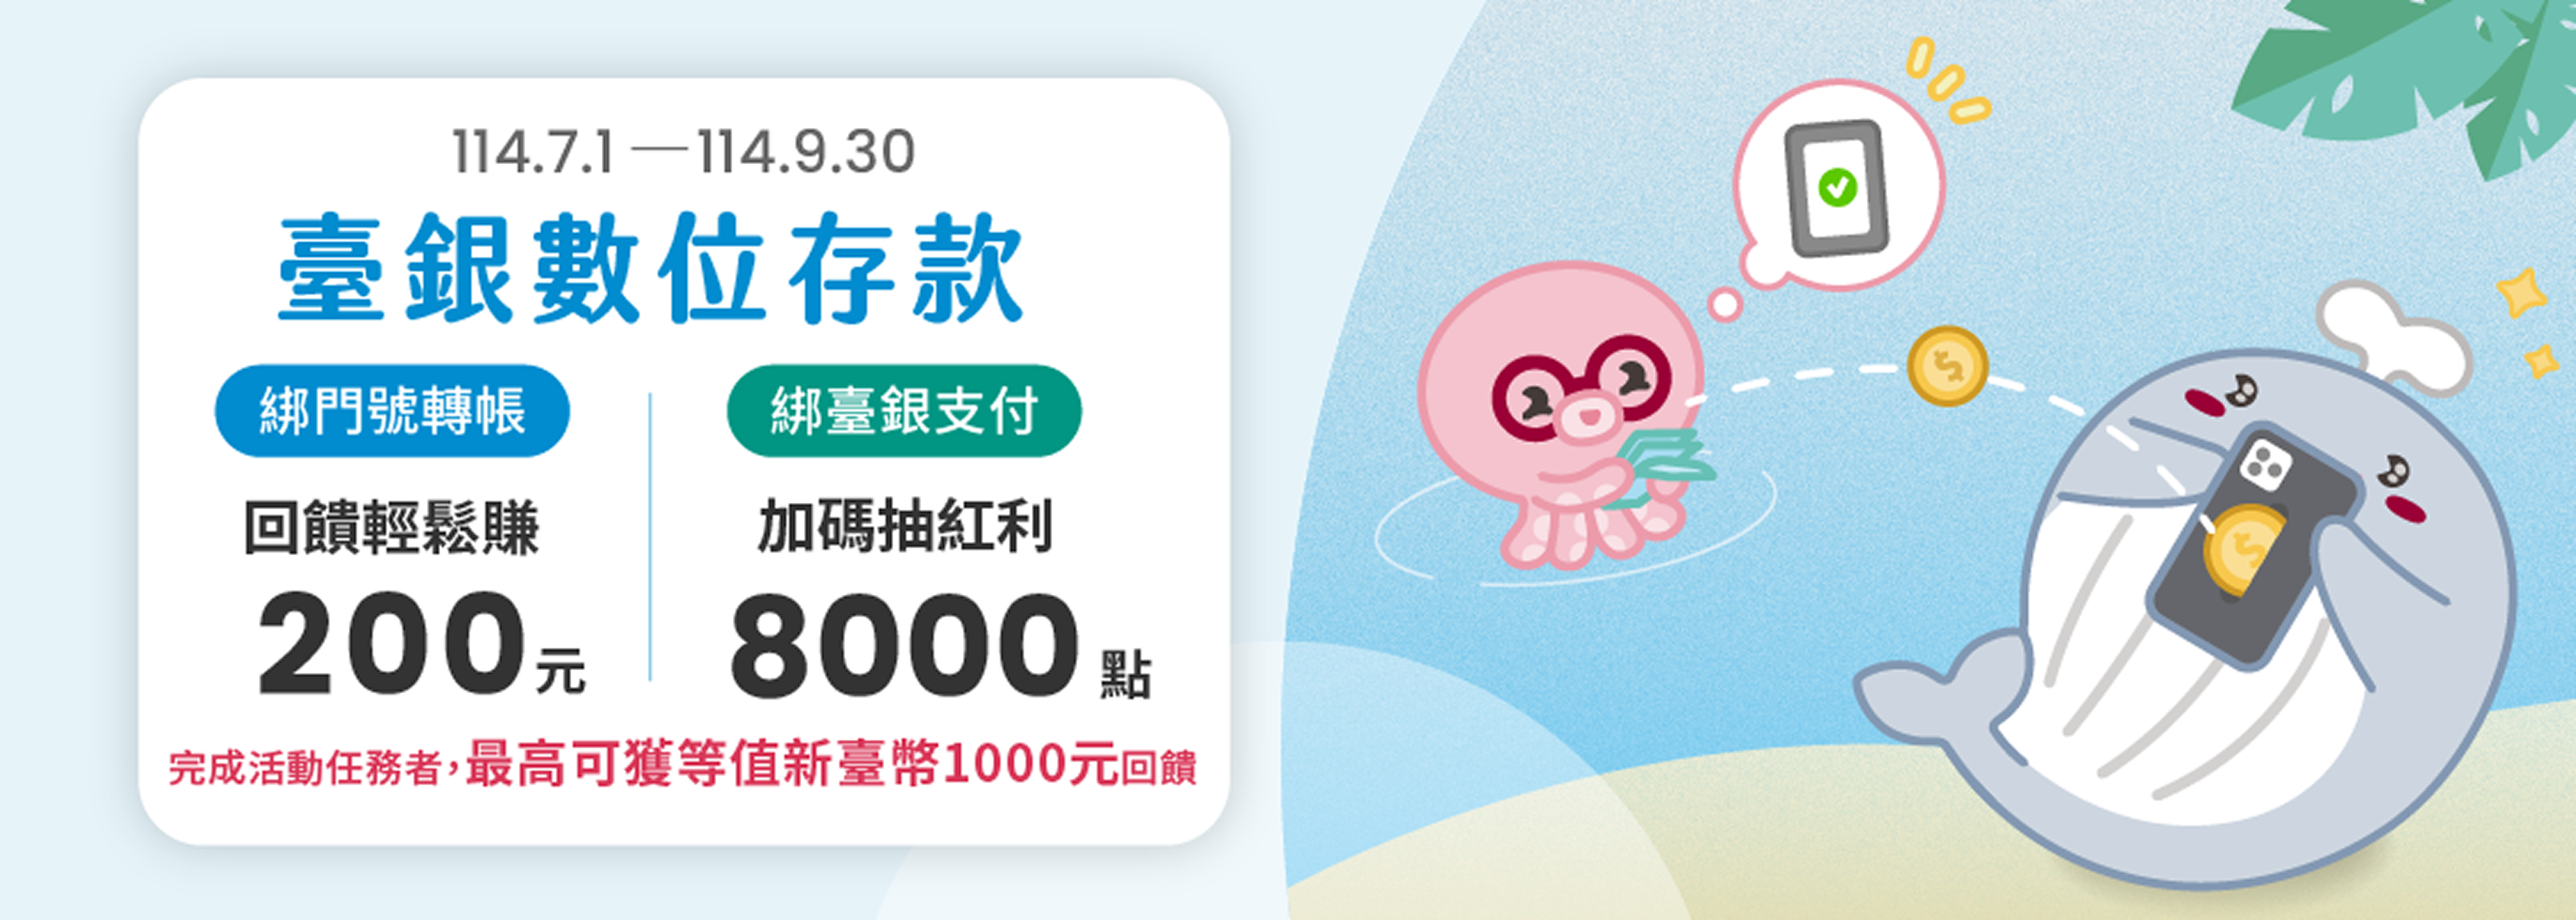 114.7.1—114.9.30
臺銀數位存款
綁門號轉帳
回饋輕鬆賺
200元
綁臺銀支付
加碼抽紅利
8000點
完成活動任務者，最高可獲等值新臺幣1000元回饋